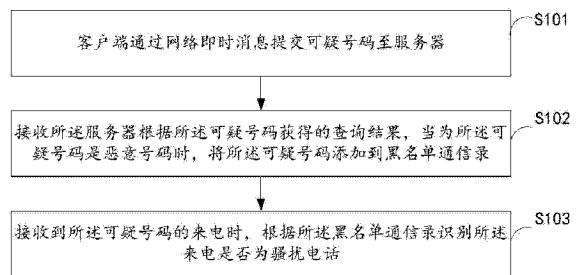 客户端通过网络即时消息提交可疑号码至服务器
S101
接收所述服务器根据所述可疑号码获得的查询结果，当为所述可
疑号码是恶意号码时，将所述可疑号码添加到黑名单通信录
S102
接收到所述可疑号码的来电时，根据所述黑名单通信录识别所述
来电是否为骚扰电话
S103